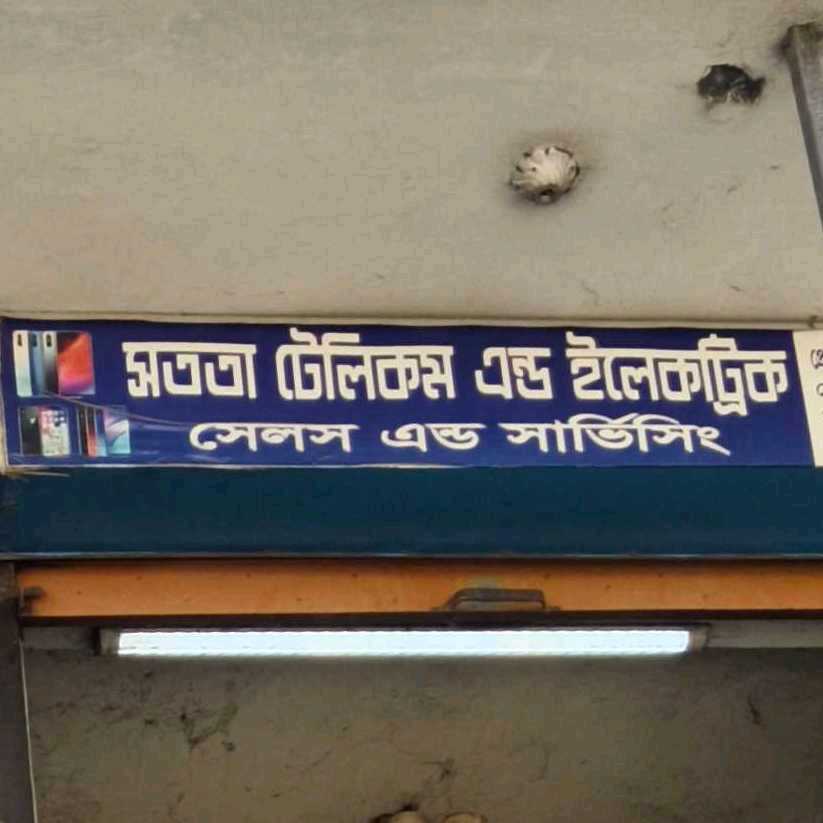 সততা টেলিকম এন্ড ইলেকট্রিক
সেলস এন্ড সার্ভিসিং